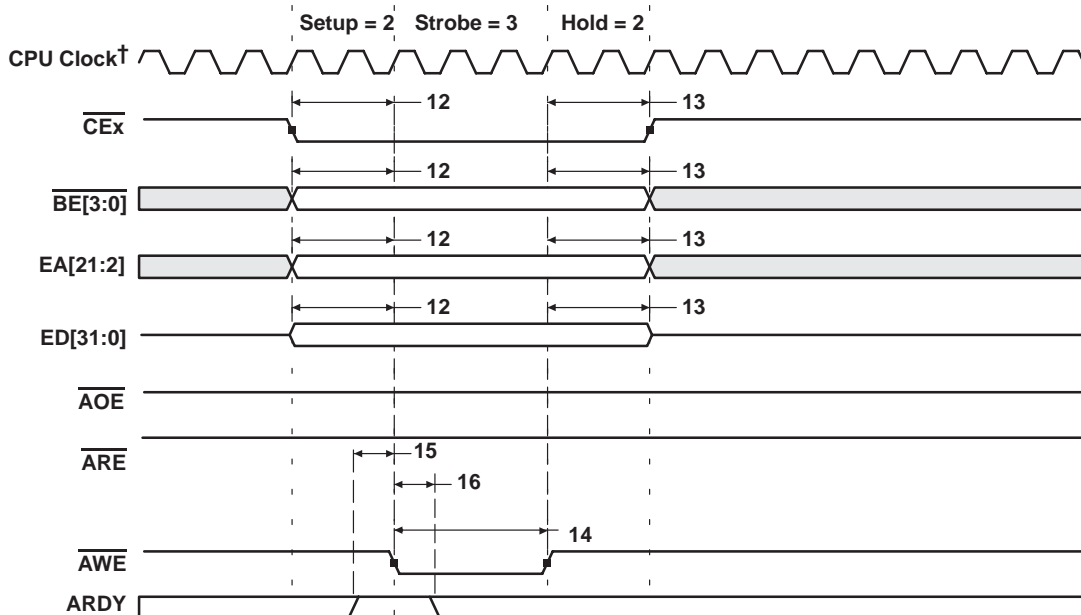 Setup = 2 Strobe = 3 Hold = 2
CPU Clock†
12 13
CEx
12 13
BE[3:0]
12 13
EA[21:2]
12 13
ED[31:0]
AOE
15
ARE
16
14
AWE
ARDY